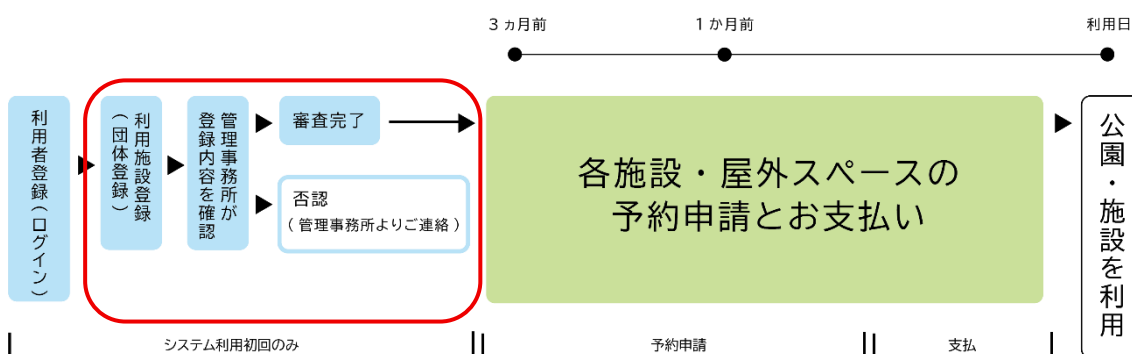 3ヵ月前
1か月前
利用日
利用者登録(ログイン)
利用施設登録
(団体登録)
管理事務所が
登録内容を確認
審査完了
否認
(管理事務所よりご連絡)
各施設・屋外スペースの
予約申請とお支払い
公園・施設を利用
システム利用初回のみ
予約申請
支払